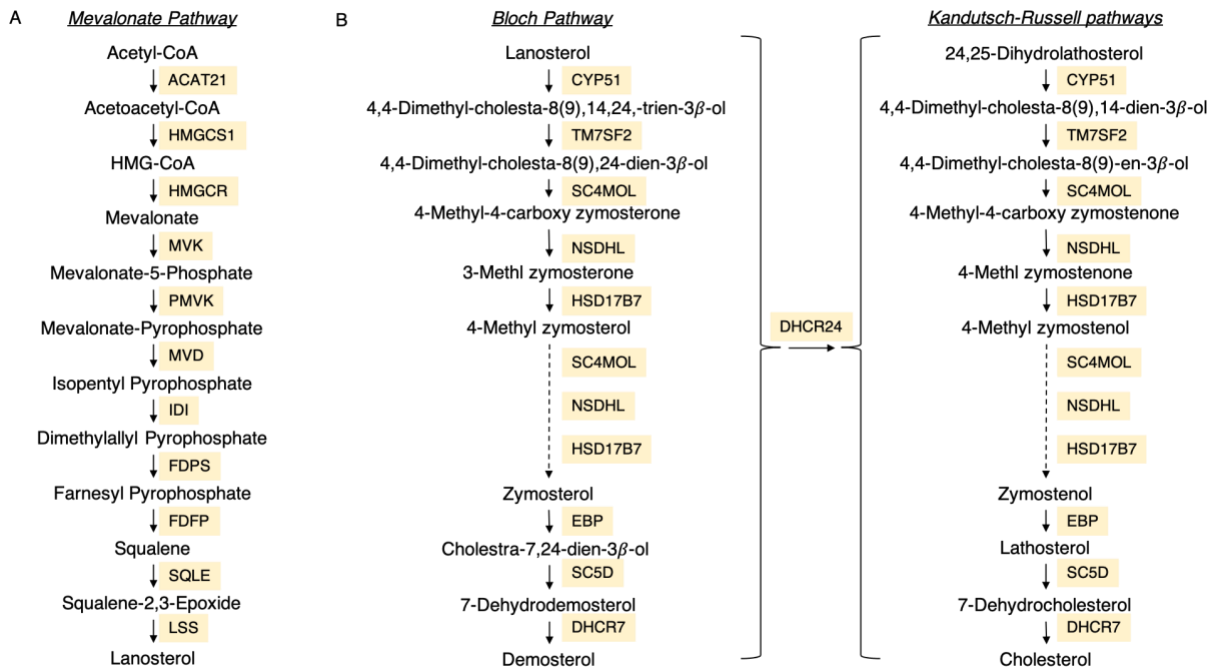 A
Mevalonate Pathway
Acetyl-CoA
ACAT21
Acetoacetyl-CoA
HMGCS1
HMG-CoA
HMGCR
Mevalonate
MVK
Mevalonate-5-Phosphate
PMVK
Mevalonate-Pyrophosphate
MVD
Isopentyl Pyrophosphate
IDI
Dimethylallyl Pyrophosphate
FDPS
Farnesyl Pyrophosphate
FDFP
Squalene
SQLE
Squalene-2,3-Epoxide
LSS
Lanosterol
B
Bloch Pathway
Lanosterol
CYP51
4,4-Dimethyl-cholesta-8(9),14,24,-trien-3β-ol
TM7SF2
4,4-Dimethyl-cholesta-8(9),24-dien-3β-ol
SC4MOL
4-Methyl-4-carboxy zymosterone
NSDHL
3-Methl zymosterone
HSD17B7
4-Methyl zymosterol
SC4MOL
NSDHL
HSD17B7
Zymosterol
EBP
Cholestra-7,24-dien-3β-ol
SC5D
7-Dehydrodemosterol
DHCR7
Demosterol
DHCR24
Kandutsch-Russell pathways
24,25-Dihydrolathosterol
CYP51
4,4-Dimethyl-cholesta-8(9),14-dien-3β-ol
TM7SF2
4,4-Dimethyl-cholesta-8(9)-en-3β-ol
SC4MOL
4-Methyl-4-carboxy zymostenone
NSDHL
4-Methl zymostenone
HSD17B7
4-Methyl zymostenol
SC4MOL
NSDHL
HSD17B7
Zymostenol
EBP
Lathosterol
SC5D
7-Dehydrocholesterol
DHCR7
Cholesterol